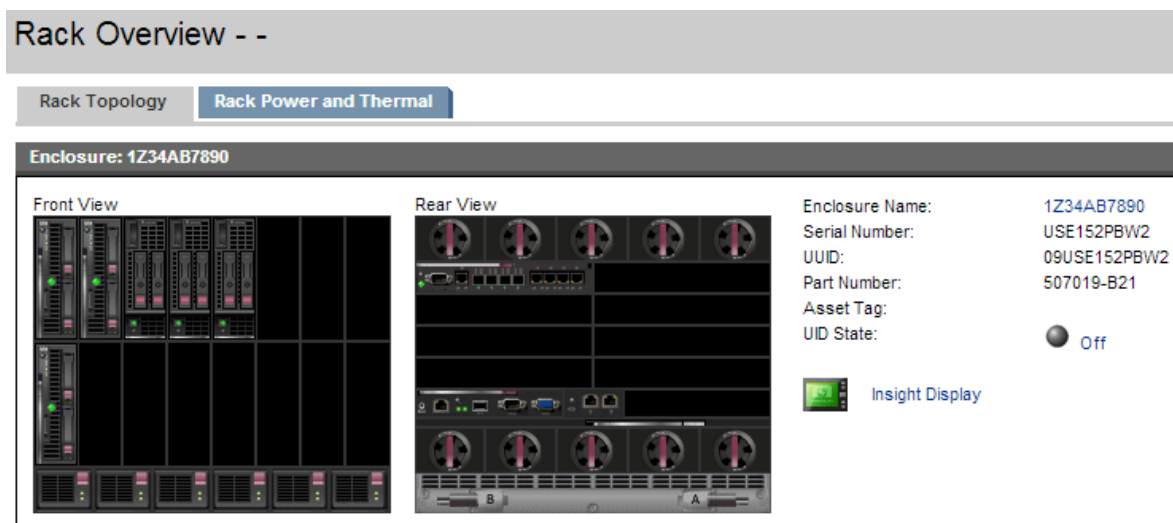 Rack Overview - -
Rack Topology
Rack Power and Thermal
Enclosure: 1Z34AB7890
Front View
Rear View
Enclosure Name: 1Z34AB7890
Serial Number: USE152PBW2
UUID: 09USE152PBW2
Part Number: 507019-B21
Asset Tag:
UID State: Off
Insight Display
B
A